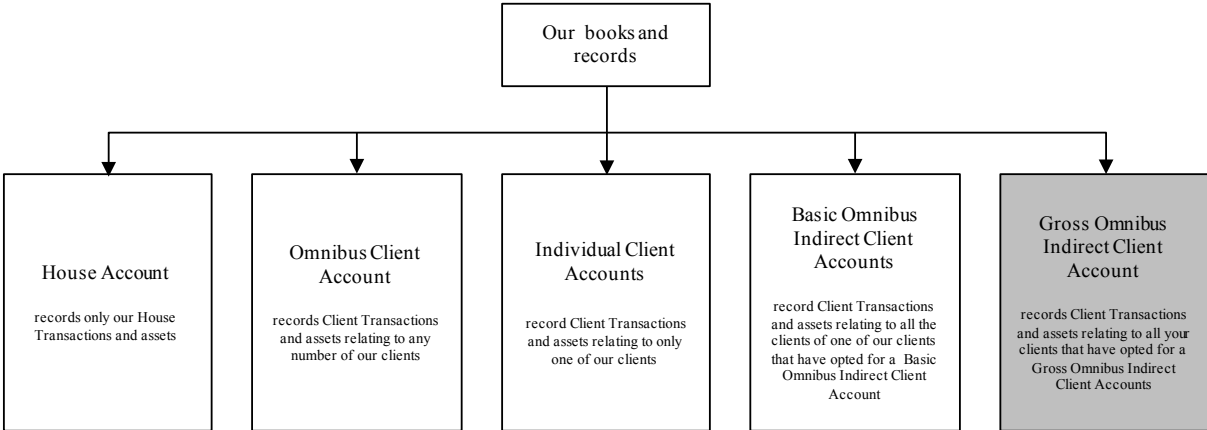 Our books and
records
House Account
records only our House
Transactions and assets
Omnibus Client
Account
records Client Transactions
and assets relating to any
number of our clients
Individual Client
Accounts
record Client Transactions
and assets relating to only
one of our clients
Basic Omnibus
Indirect Client
Accounts
record Client Transactions
and assets relating to all the
clients of one of our clients
that have opted for a Basic
Omnibus Indirect Client
Account
Gross Omnibus
Indirect Client
Account
records Client Transactions
and assets relating to all your
clients that have opted for a
Gross Omnibus Indirect
Client Accounts